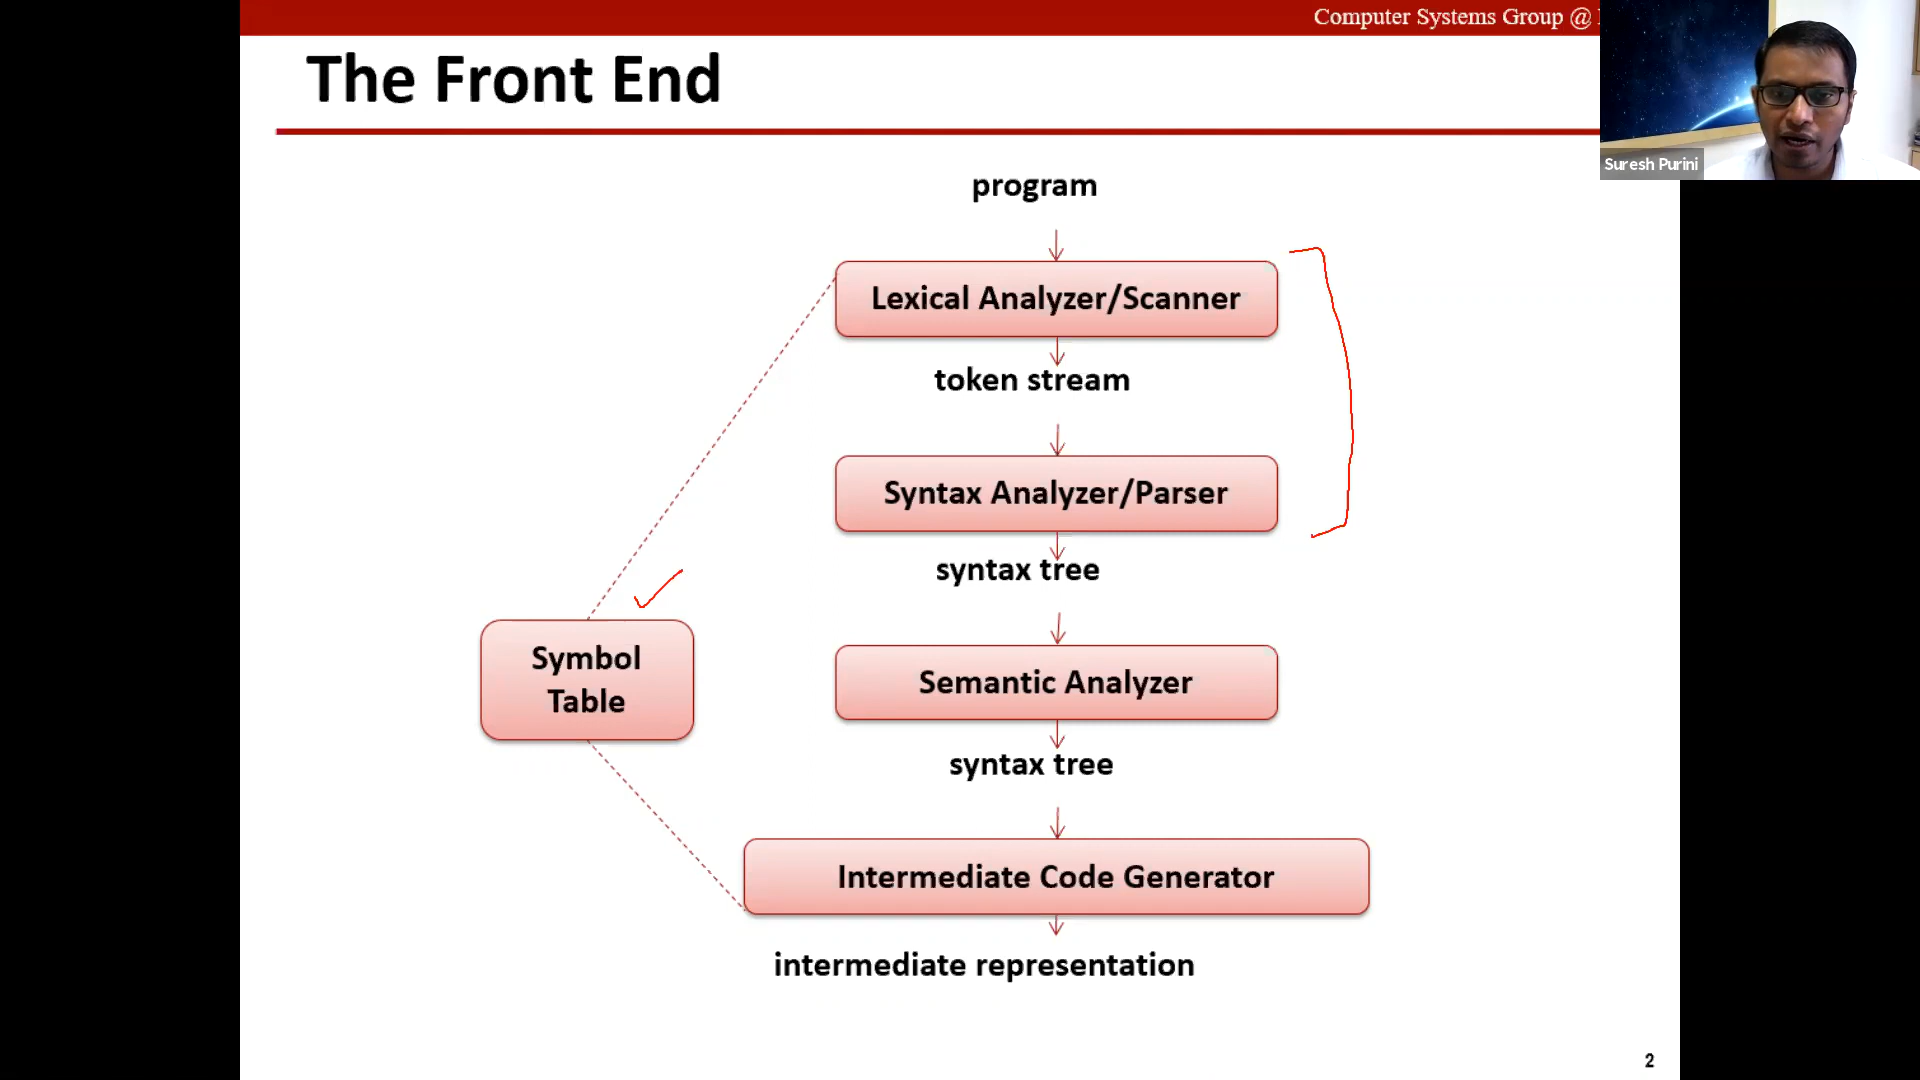 Computer Systems Group @
The Front End
Suresh Purini
program
Lexical Analyzer/Scanner
token stream
Syntax Analyzer/Parser
syntax tree
Symbol
Table
Semantic Analyzer
syntax tree
Intermediate Code Generator
intermediate representation
2